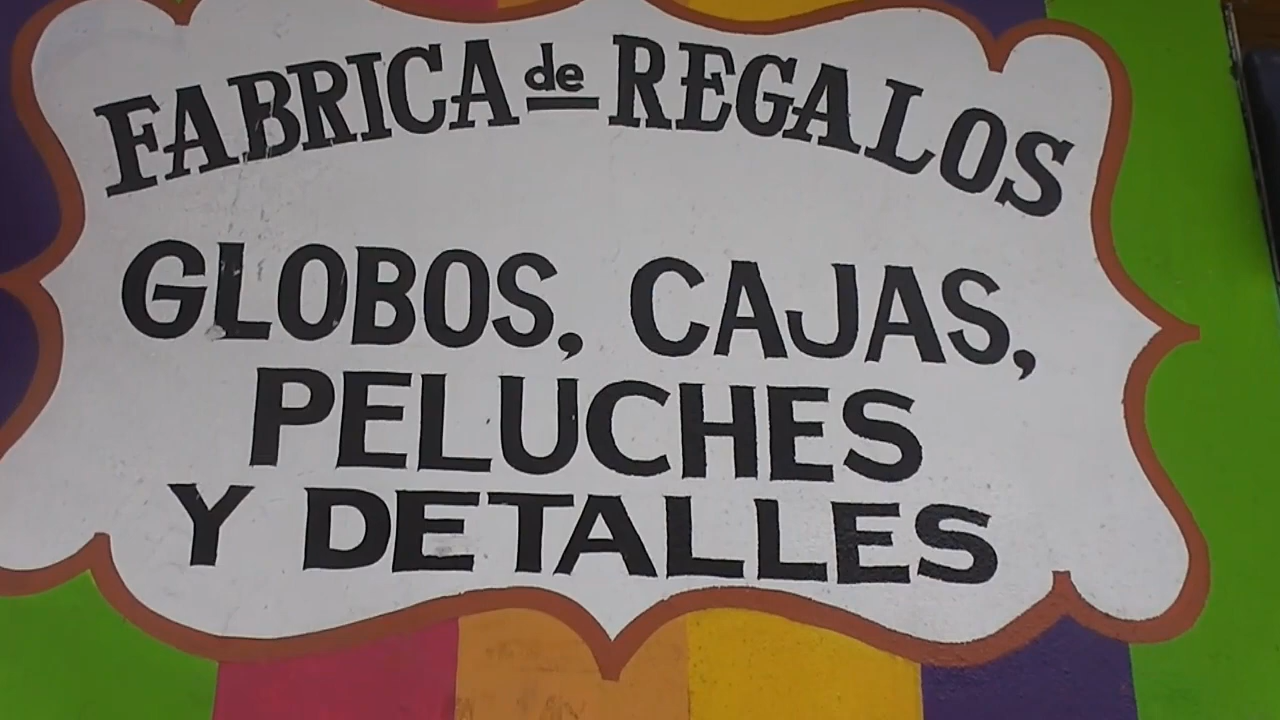 FABRICA de REGALOS
GLOBOS, CAJAS,
PELUCHES
Y DETALLES